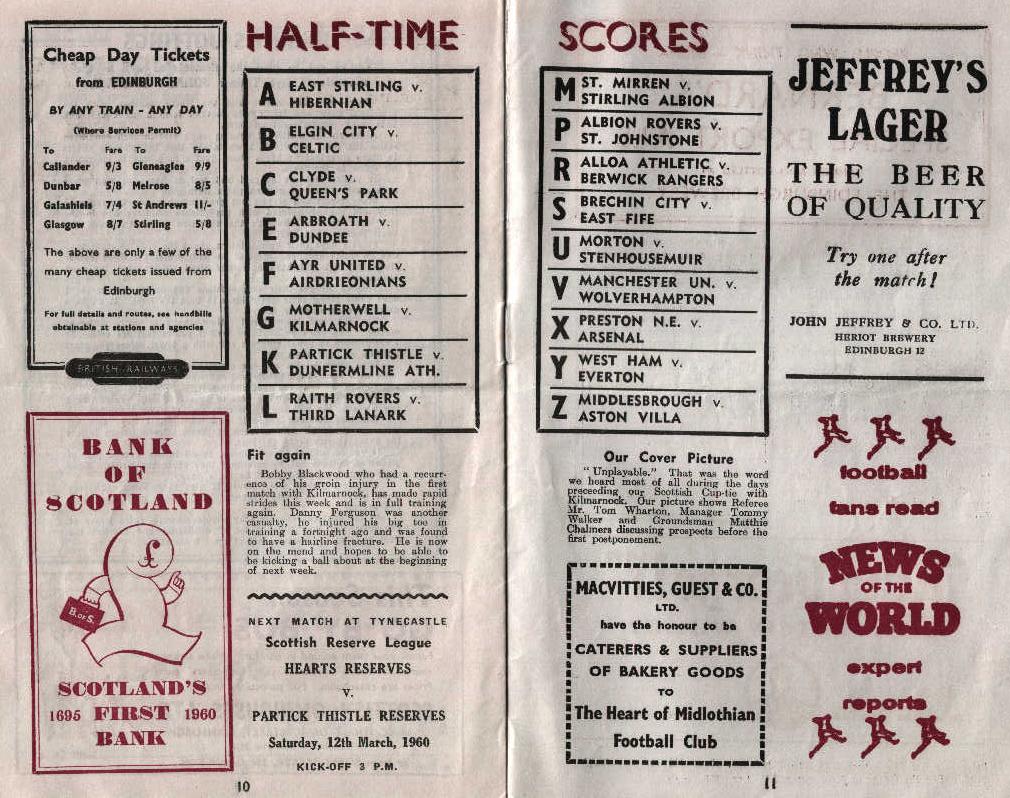 Cheap Day Tickets
from EDINBURGH
BY ANY TRAIN - ANY DAY
(Where Services Permit)
To Fare To Fare
Callander 9/3 Gleneagles 9/9
Dunbar 5/8 Melrose 8/5
Galashiels 7/4 St Andrews 11/-
Glasgow 8/7 Stirling 5/8
The above are only a few of the
many cheap tickets issued from
Edinburgh
For full details and routes, see handbills
obtainable at stations and agencies
BRITISH RAILWAYS
BANK
OF
SCOTLAND
£
B. of S.
SCOTLAND'S
1695 FIRST 1960
BANK
HALF-TIME
A EAST STIRLING v.
HIBERNIAN
B ELGIN CITY v.
CELTIC
C CLYDE v.
QUEEN'S PARK
E ARBROATH v.
DUNDEE
F AYR UNITED v.
AIRDRIEONIANS
G MOTHERWELL v.
KILMARNOCK
K PARTICK THISTLE v.
DUNFERMLINE ATH.
L RAITH ROVERS v.
THIRD LANARK
Fit again
Bobby Blackwood who had a recurr-
ence of his groin injury in the first
match with Kilmarnock, has made rapid
strides this week and is in full training
again. Danny Ferguson was another
casualty, he injured his big toe in
training a fortnight ago and was found
to have a hairline fracture. He is now
on the mend and hopes to be able to
be kicking a ball about at the beginning
of next week.
NEXT MATCH AT TYNECASTLE
Scottish Reserve League
HEARTS RESERVES
V.
PARTICK THISTLE RESERVES
Saturday, 12th March, 1960
KICK-OFF 3 P.M.
10
SCORES
M ST. MIRREN v.
STIRLING ALBION
P ALBION ROVERS v.
ST. JOHNSTONE
R ALLOA ATHLETIC v.
BERWICK RANGERS
S BRECHIN CITY v.
EAST FIFE
U MORTON v.
STENHOUSEMUIR
V MANCHESTER UN. v.
WOLVERHAMPTON
X PRESTON N.E. v.
ARSENAL
Y WEST HAM v.
EVERTON
Z MIDDLESBROUGH v.
ASTON VILLA
Our Cover Picture
"Unplayable." That was the word
we heard most of all during the days
preceeding our Scottish Cup-tie with
Kilmarnock. Our picture shows Referee
Mr. Tom Wharton, Manager Tommy
Walker and Groundsman Matthie
Chalmers discussing prospects before the
first postponement.
MACVITTIES, GUEST & CO.
LTD.
have the honour to be
CATERERS & SUPPLIERS
OF BAKERY GOODS
TO
The Heart of Midlothian
Football Club
JEFFREY'S
LAGER
THE BEER
OF QUALITY
Try one after
the match!
JOHN JEFFREY & CO. LTD.
HERIOT BREWERY
EDINBURGH 12
football
fans read
NEWS
OF THE
WORLD
expert
reports
11